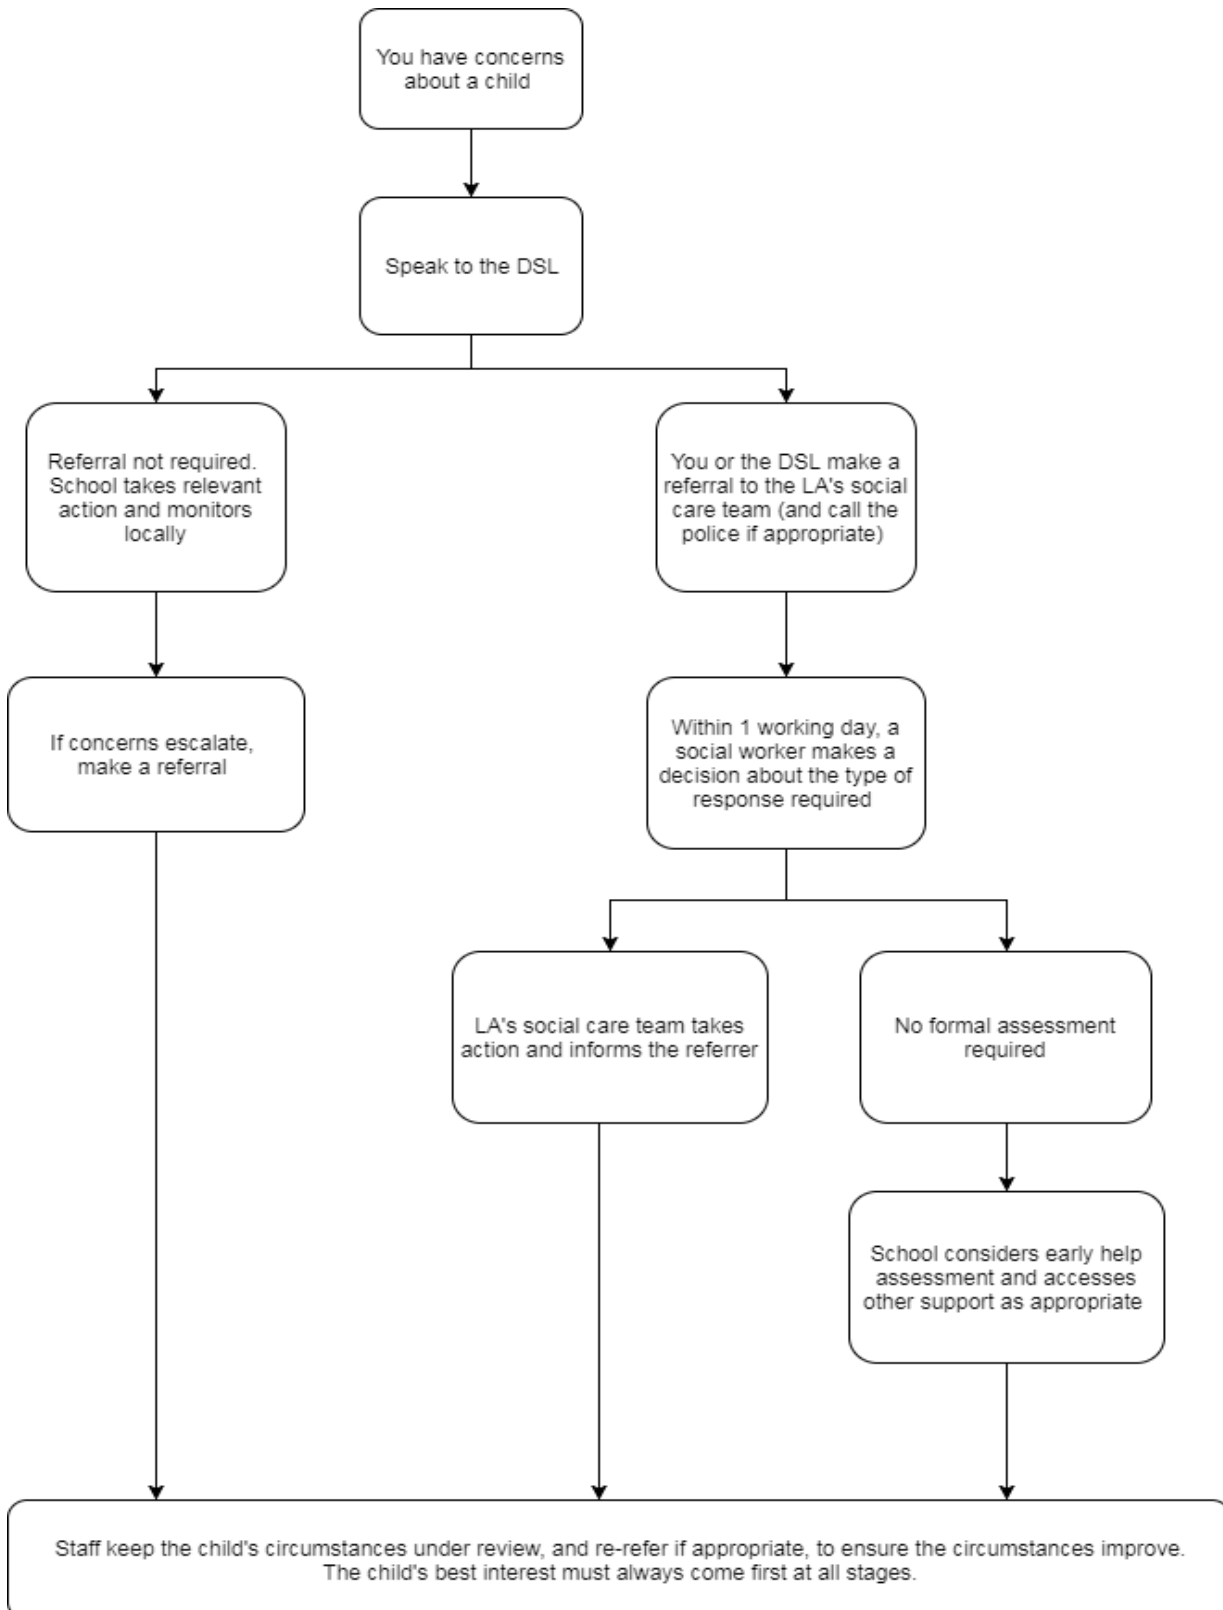 You have concerns
about a child
Speak to the DSL
Referral not required.
School takes relevant
action and monitors
locally
You or the DSL make a
referral to the LA's social
care team (and call the
police if appropriate)
If concerns escalate,
make a referral
Within 1 working day, a
social worker makes a
decision about the type of
response required
LA's social care team takes
action and informs the referrer
No formal assessment
required
School considers early help
assessment and accesses
other support as appropriate
Staff keep the child's circumstances under review, and re-refer if appropriate, to ensure the circumstances improve.
The child's best interest must always come first at all stages.